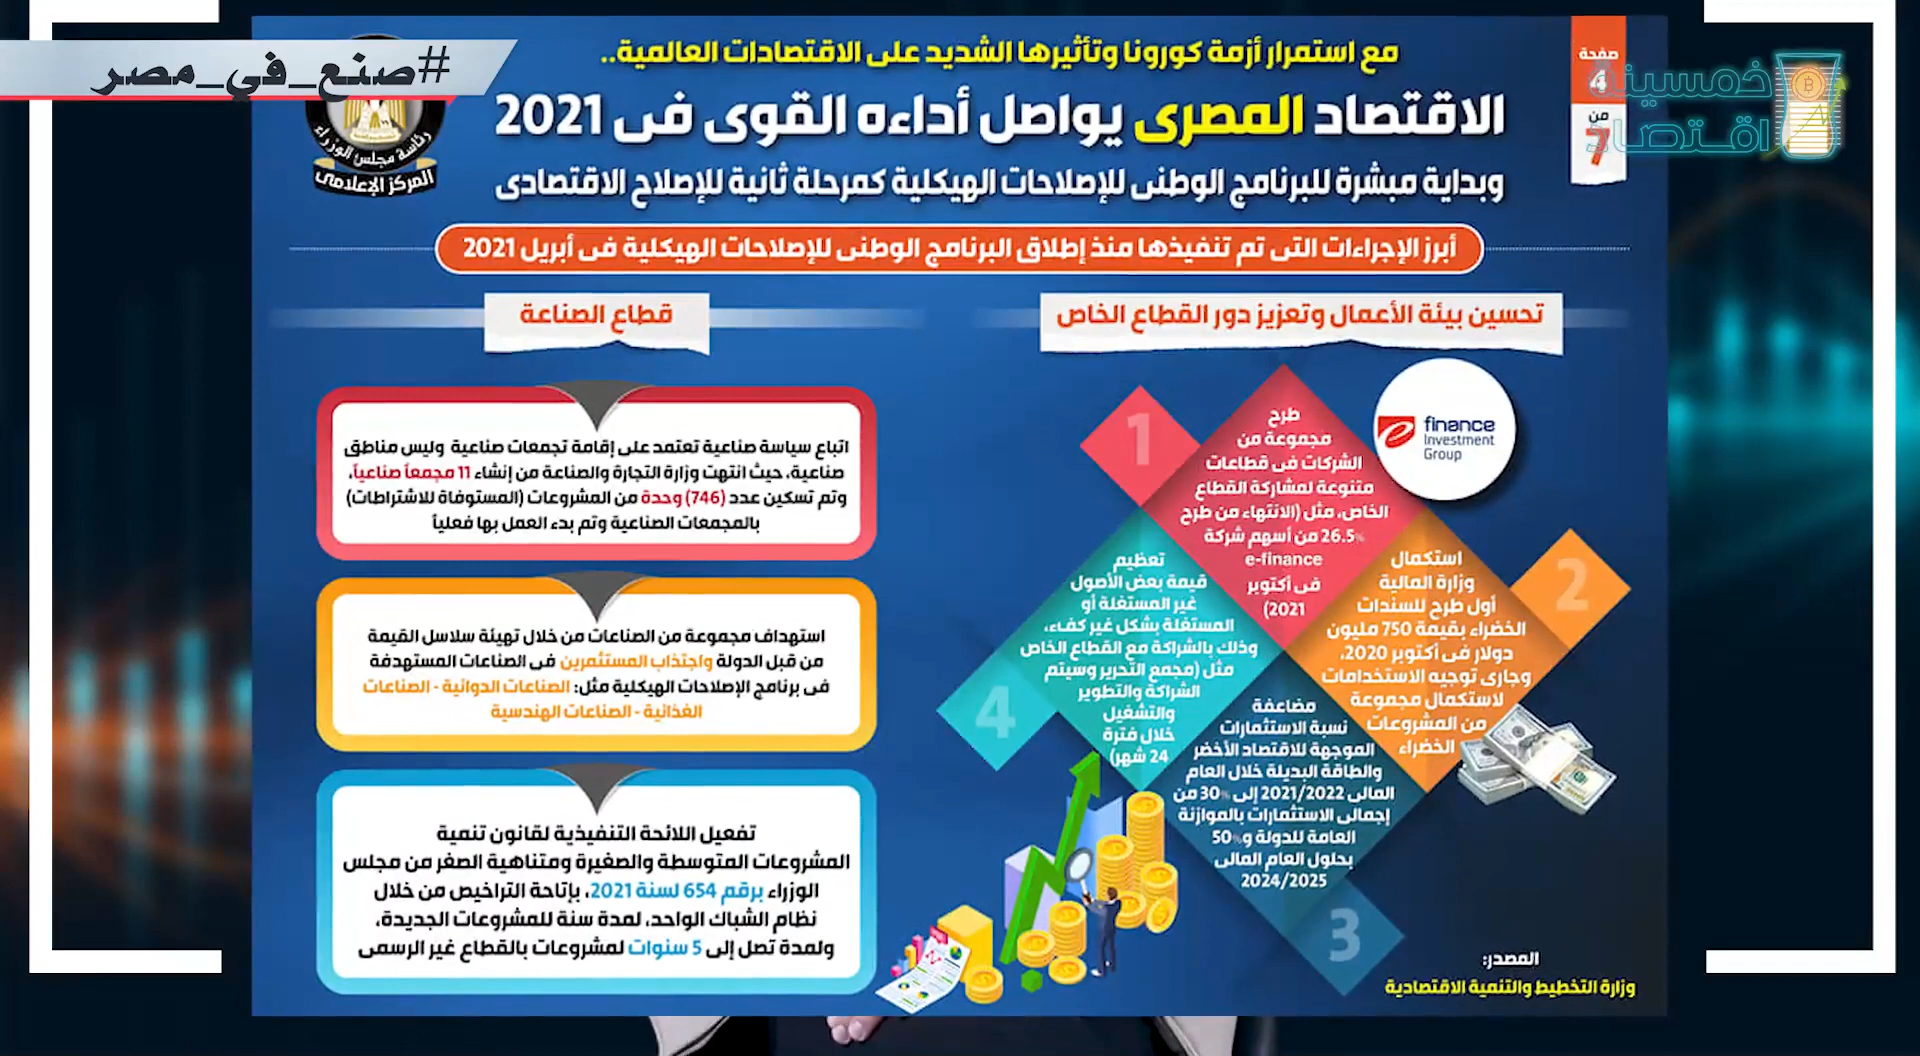 #صنع_في_مصر
خمسينة
اقتصاد
صفحة
4
من
7
مع استمرار أزمة كورونا وتأثيرها الشديد على الاقتصادات العالمية..
الاقتصاد المصرى يواصل أداءه القوى فى 2021
وبداية مبشرة للبرنامج الوطنى للإصلاحات الهيكلية كمرحلة ثانية للإصلاح الاقتصادى
رئاسة مجلس الوزراء
المركز الإعلامى
أبرز الإجراءات التى تم تنفيذها منذ إطلاق البرنامج الوطنى للإصلاحات الهيكلية فى أبريل 2021
تحسين بيئة الأعمال وتعزيز دور القطاع الخاص
finance
Investment
Group
1
طرح
مجموعة من
الشركات فى قطاعات
متنوعة لمشاركة القطاع
الخاص، مثل (الانتهاء من طرح
26.5% من أسهم شركة
e-finance
فى أكتوبر
2021)
2
استكمال
وزارة المالية
أول طرح للسندات
الخضراء بقيمة 750 مليون
دولار فى أكتوبر 2020،
وجارى توجيه الاستخدامات
لاستكمال مجموعة
من المشروعات
الخضراء
3
مضاعفة
نسبة الاستثمارات
الموجهة للاقتصاد الأخضر
والطاقة البديلة خلال العام
المالى 2021/2022 إلى 30% من
إجمالى الاستثمارات بالموازنة
العامة للدولة و50%
بحلول العام المالى
2024/2025
4
تعظيم
قيمة بعض الأصول
غير المستغلة أو
المستغلة بشكل غير كفء،
وذلك بالشراكة مع القطاع الخاص
مثل (مجمع التحرير وسيتم
الشراكة والتطوير
والتشغيل
خلال فترة
24 شهر)
قطاع الصناعة
اتباع سياسة صناعية تعتمد على إقامة تجمعات صناعية وليس مناطق
صناعية، حيث انتهت وزارة التجارة والصناعة من إنشاء 11 مجمعاً صناعياً،
وتم تسكين عدد (746) وحدة من المشروعات (المستوفاة للاشتراطات)
بالمجمعات الصناعية وتم بدء العمل بها فعلياً
استهداف مجموعة من الصناعات من خلال تهيئة سلاسل القيمة
من قبل الدولة واجتذاب المستثمرين فى الصناعات المستهدفة
فى برنامج الإصلاحات الهيكلية مثل: الصناعات الدوائية - الصناعات
الغذائية - الصناعات الهندسية
تفعيل اللائحة التنفيذية لقانون تنمية
المشروعات المتوسطة والصغيرة ومتناهية الصغر من مجلس
الوزراء برقم 654 لسنة 2021، بإتاحة التراخيص من خلال
نظام الشباك الواحد، لمدة سنة للمشروعات الجديدة،
ولمدة تصل إلى 5 سنوات لمشروعات بالقطاع غير الرسمى
المصدر:
وزارة التخطيط والتنمية الاقتصادية